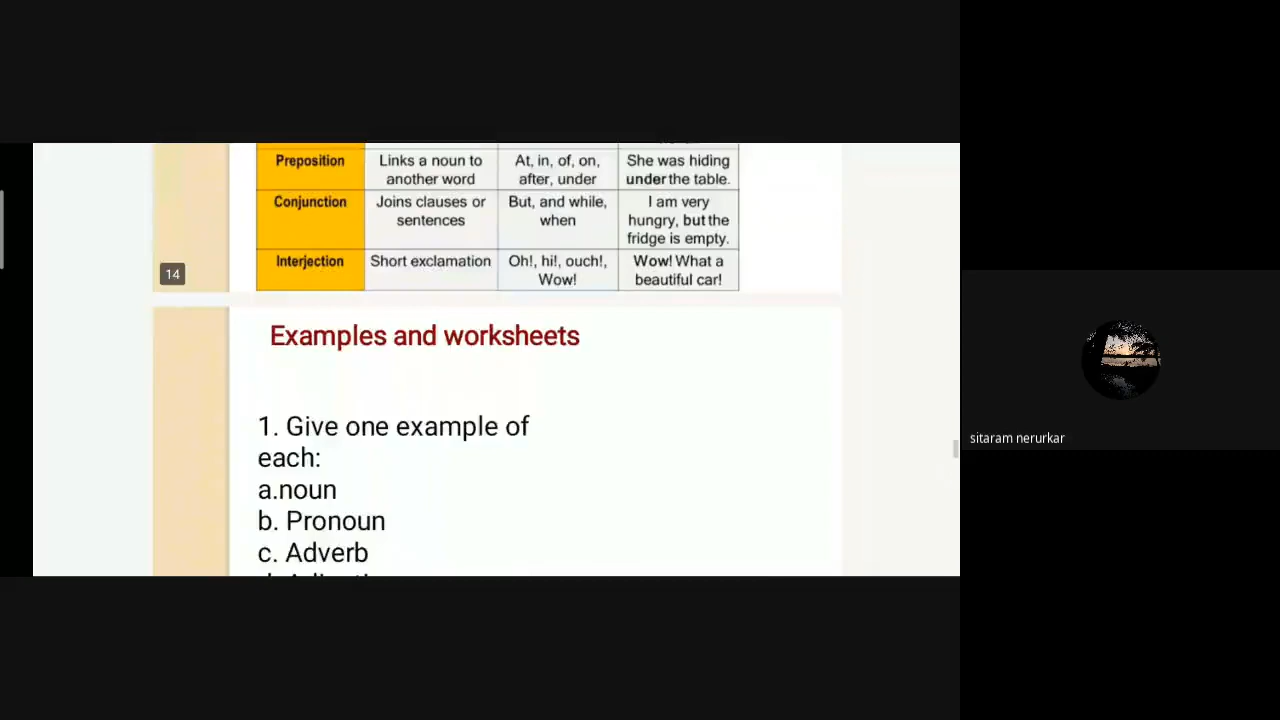 Preposition
Links a noun to
another word
At, in, of, on,
after, under
She was hiding
under the table.
Conjunction
Joins clauses or
sentences
But, and while,
when
I am very
hungry, but the
fridge is empty.
Interjection
Short exclamation
Oh!, hi!, ouch!,
Wow!
Wow! What a
beautiful car!
14
Examples and worksheets
1. Give one example of
each:
a.noun
b. Pronoun
c. Adverb
sitaram nerurkar